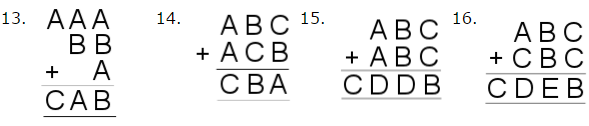 13. AAA
BB
+ A
CAB
14. ABC
+ ACB
CBA
15. ABC
+ ABC
CDDB
16. ABC
+ CBC
CDEB